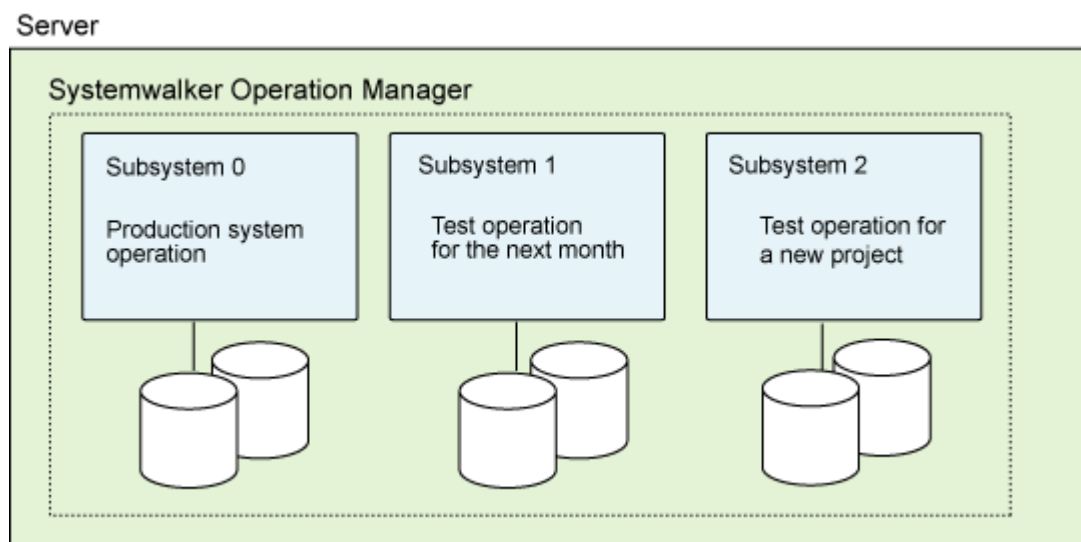 Server
Systemwalker Operation Manager
Subsystem 0
Production system
operation
Subsystem 1
Test operation
for the next month
Subsystem 2
Test operation for
a new project